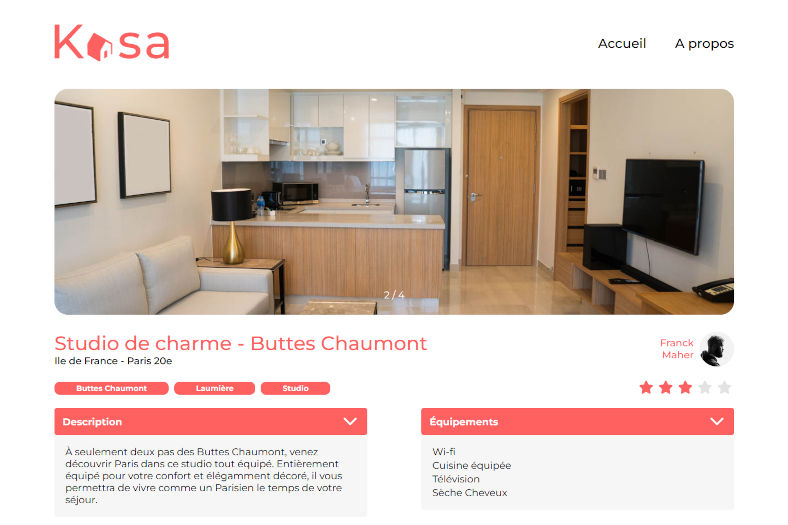 Kasa
Accueil
A propos
2 / 4
Studio de charme - Buttes Chaumont
Ile de France - Paris 20e
Franck
Maher
Buttes Chaumont
Laumière
Studio
Description
À seulement deux pas des Buttes Chaumont, venez
découvrir Paris dans ce studio tout équipé. Entièrement
équipé pour votre confort et élégamment décoré, il vous
permettra de vivre comme un Parisien le temps de votre
séjour.
Équipements
Wi-fi
Cuisine équipée
Télévision
Sèche Cheveux